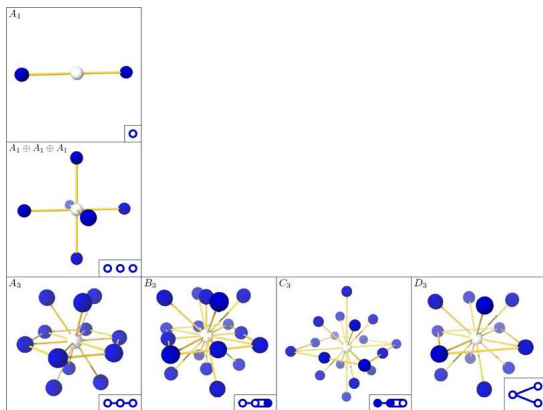 A₁
A₁ ⊕ A₁ ⊕ A₁
A₃
B₃
C₃
D₃